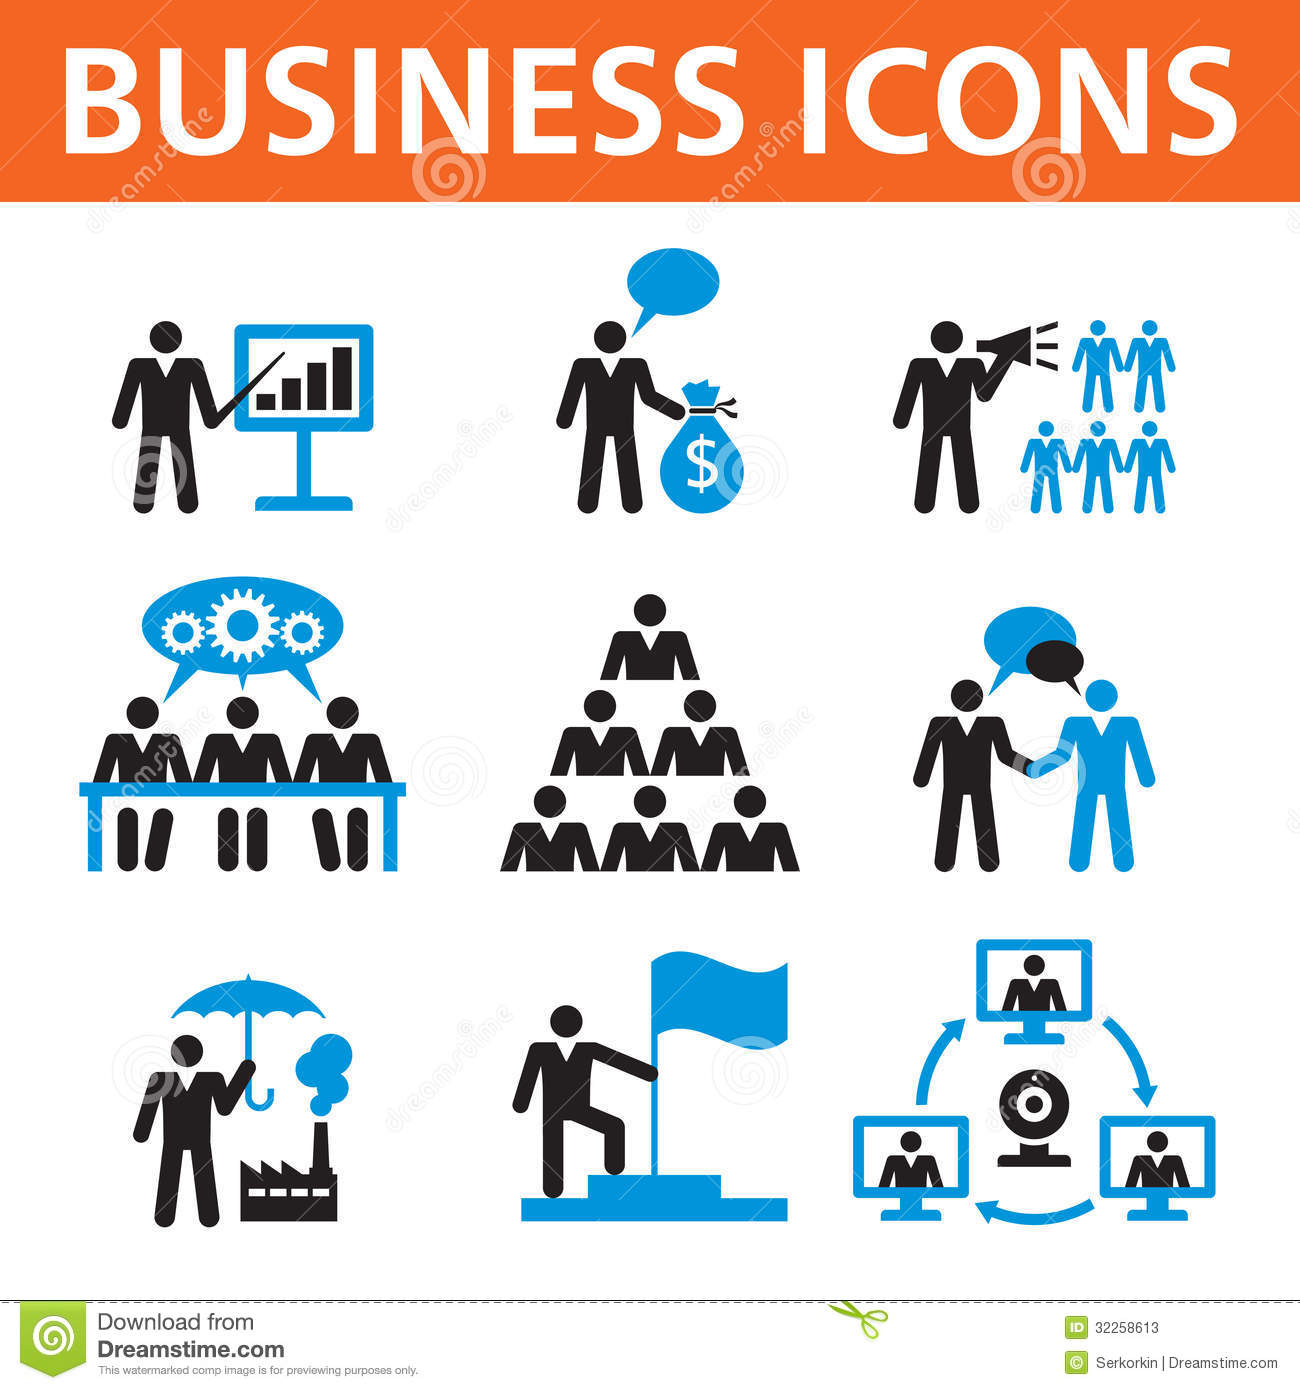 BUSINESS ICONS
$
Download from
Dreamstime.com
This watermarked comp image is for previewing purposes only.
ID 32258613
© Serkorkin | Dreamstime.com
dreamstime